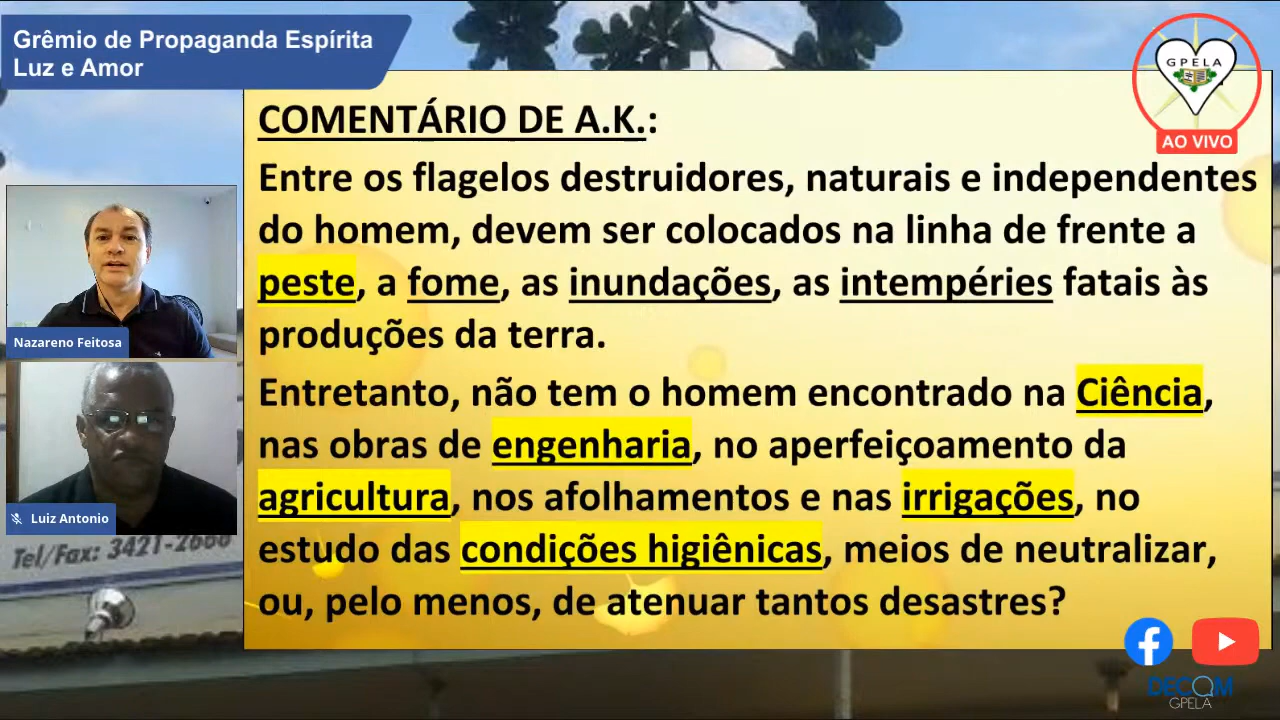 Grêmio de Propaganda Espírita
Luz e Amor
GPELA
AO VIVO
COMENTÁRIO DE A.K.:
Entre os flagelos destruidores, naturais e independentes
do homem, devem ser colocados na linha de frente a
peste, a fome, as inundações, as intempéries fatais às
produções da terra.
Entretanto, não tem o homem encontrado na Ciência,
nas obras de engenharia, no aperfeiçoamento da
agricultura, nos afolhamentos e nas irrigações, no
estudo das condições higiênicas, meios de neutralizar,
ou, pelo menos, de atenuar tantos desastres?
Nazareno Feitosa
Luiz Antonio
Tel/Fax: 3421-2668
DECOM
GPELA